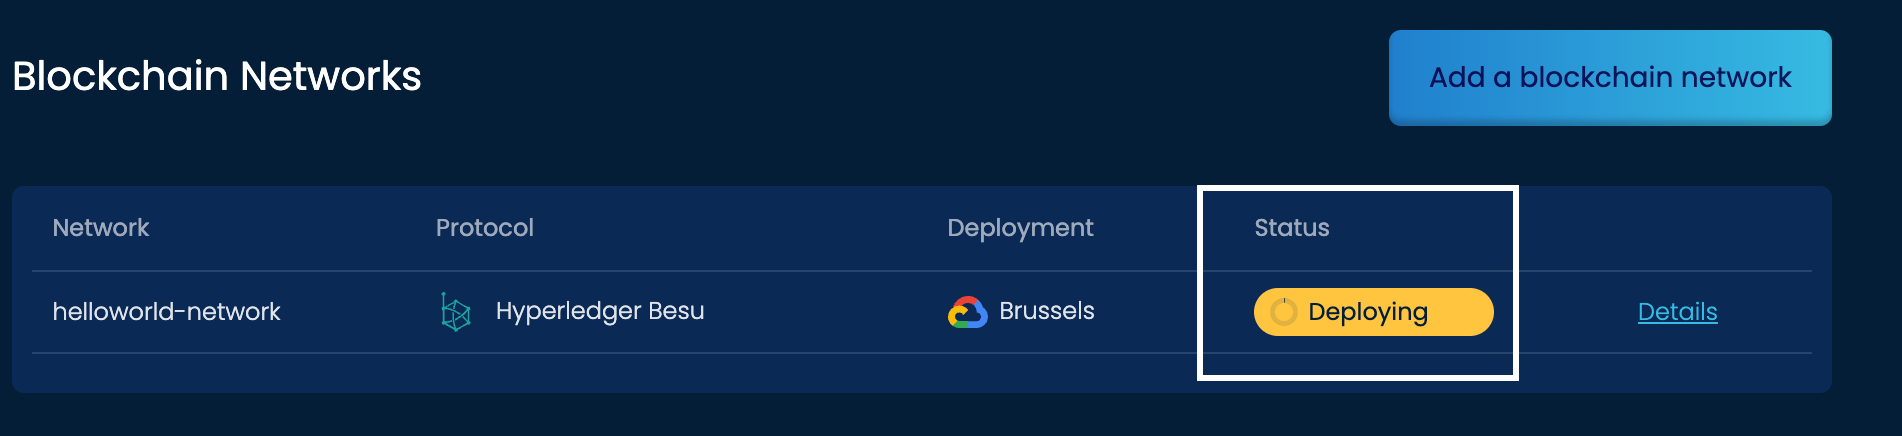 Blockchain Networks
Add a blockchain network
Network Protocol Deployment Status
helloworld-network Hyperledger Besu Brussels Deploying Details